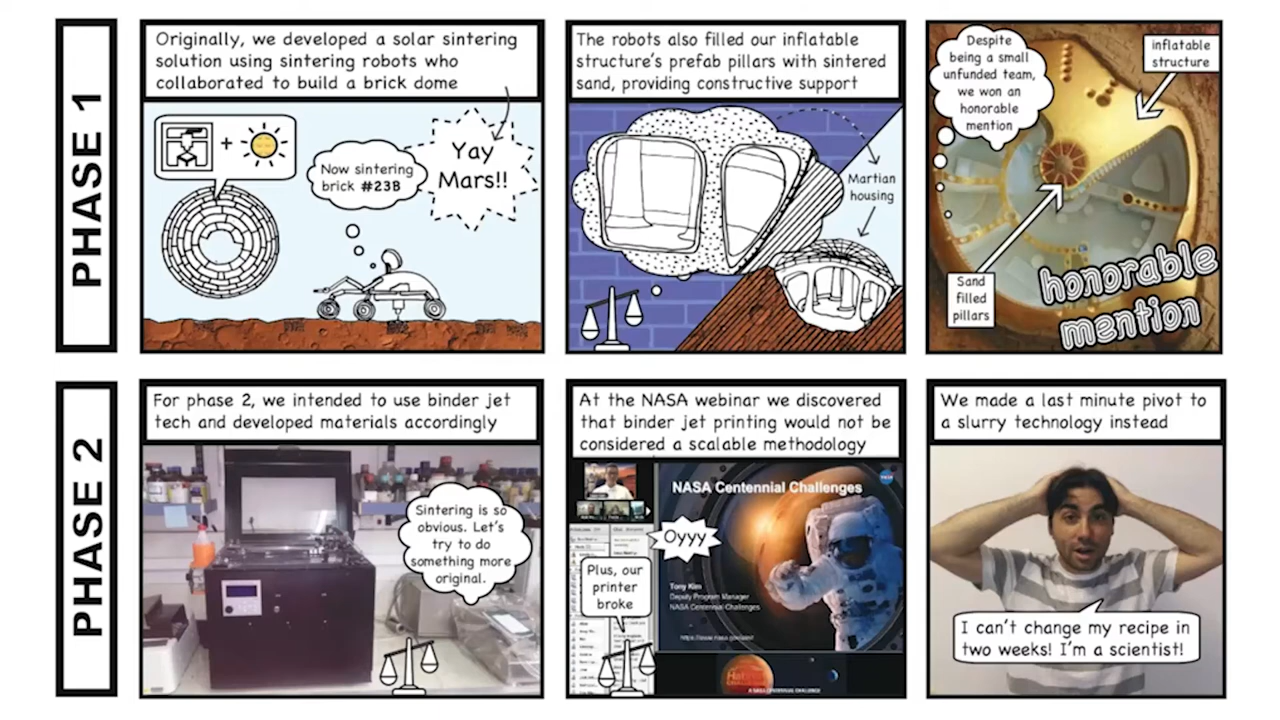 PHASE 1
Originally, we developed a solar sintering
solution using sintering robots who
collaborated to build a brick dome
+
Now sintering
brick #23B
Yay
Mars!!
The robots also filled our inflatable
structure's prefab pillars with sintered
sand, providing constructive support
Martian
housing
Despite
being a small
unfunded team,
we won an
honorable
mention
inflatable
structure
Sand
filled
pillars
honorable
mention
PHASE 2
For phase 2, we intended to use binder jet
tech and developed materials accordingly
Sintering is so
obvious. Let's
try to do
something more
original.
At the NASA webinar we discovered
that binder jet printing would not be
considered a scalable methodology
NASA Centennial Challenges
Oyyy
Plus, our
printer
broke
Tony Kim
Deputy Program Manager
NASA Centennial Challenges
A NASA CENTENNIAL CHALLENGE
We made a last minute pivot to
a slurry technology instead
I can't change my recipe in
two weeks! I'm a scientist!